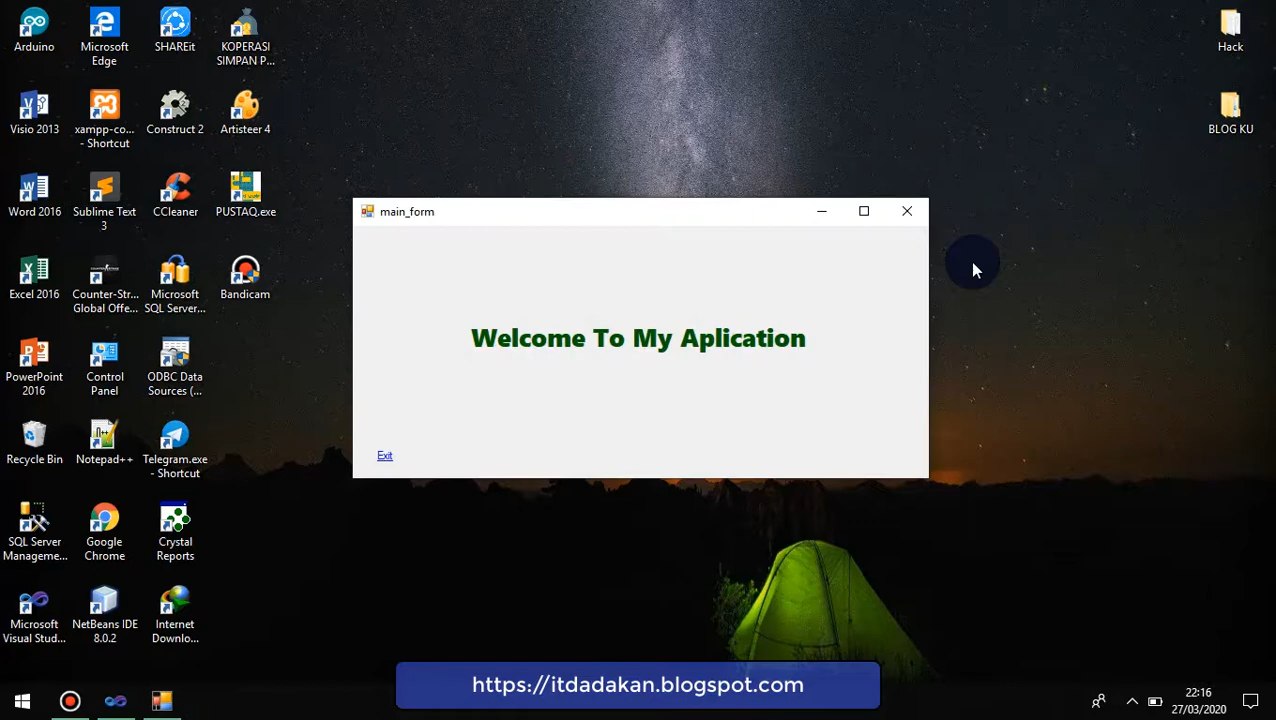 Arduino
Microsoft
Edge
SHAREit
KOPERASI
SIMPAN P...
Hack
Visio 2013
xampp-co...
- Shortcut
Construct 2
Artisteer 4
BLOG KU
Word 2016
Sublime Text
3
CCleaner
PUSTAQ.exe
main_form
Excel 2016
Counter-Str...
Global Offe...
Microsoft
SQL Server...
Bandicam
Welcome To My Aplication
PowerPoint
2016
Control
Panel
ODBC Data
Sources (...
Exit
Recycle Bin
Notepad++
Telegram.exe
- Shortcut
SQL Server
Manageme...
Google
Chrome
Crystal
Reports
Microsoft
Visual Stud...
NetBeans IDE
8.0.2
Internet
Downlo...
https://itdadakan.blogspot.com
22:16
27/03/2020